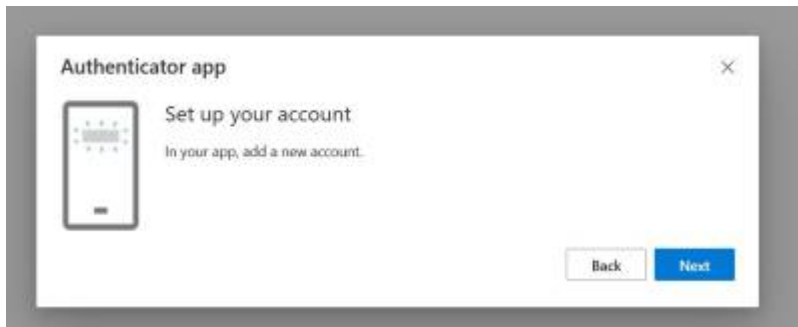 Authenticator app
Set up your account
In your app, add a new account.
Back
Next